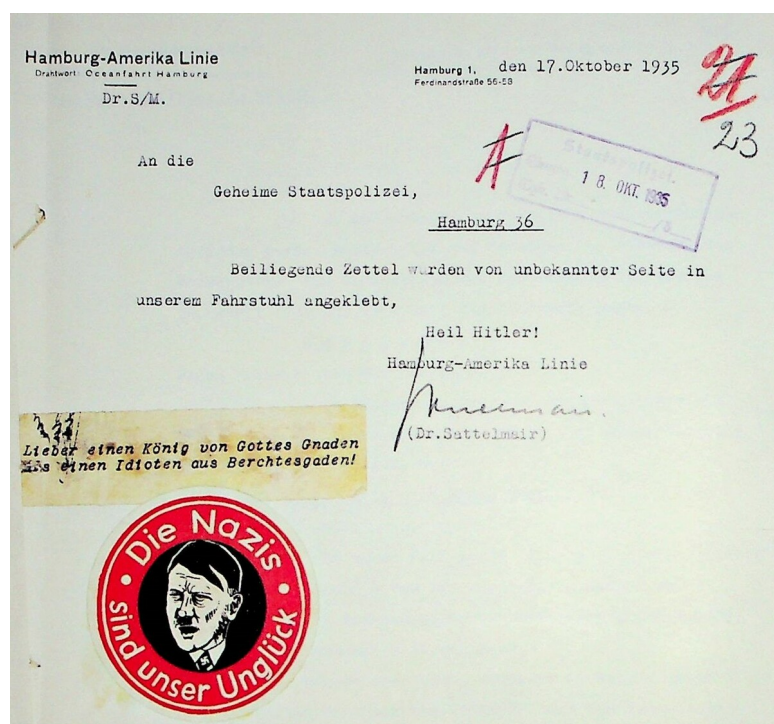 Hamburg-Amerika Linie
Drahtwort: Oceanfahrt Hamburg
Dr.S/M.
Hamburg 1, den 17.Oktober 1935
Ferdinandstraße 56-58
21
23
An die
Geheime Staatspolizei,
18. OKT. 1935
Hamburg 36
Beiliegende Zettel wurden von unbekannter Seite in
unserem Fahrstuhl angeklebt,
Heil Hitler!
Hamburg-Amerika Linie
(Dr.Sattelmair)
Lieber einen König von Gottes Gnaden
als einen Idioten aus Berchtesgaden!
Die Nazis
sind unser Unglück